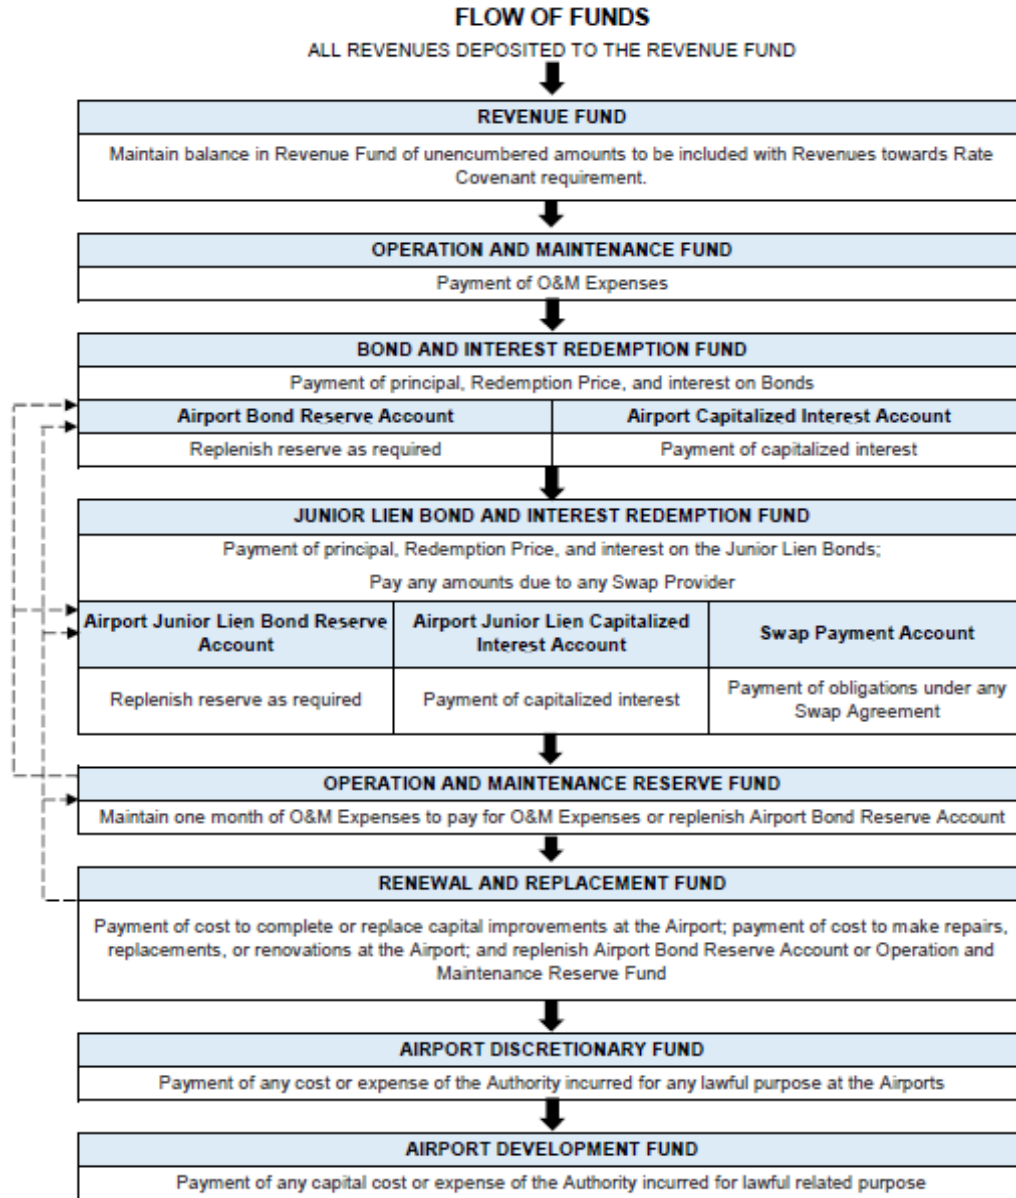 FLOW OF FUNDS
ALL REVENUES DEPOSITED TO THE REVENUE FUND
REVENUE FUND
Maintain balance in Revenue Fund of unencumbered amounts to be included with Revenues towards Rate
Covenant requirement.
OPERATION AND MAINTENANCE FUND
Payment of O&M Expenses
BOND AND INTEREST REDEMPTION FUND
Payment of principal, Redemption Price, and interest on Bonds
Airport Bond Reserve Account
Airport Capitalized Interest Account
Replenish reserve as required
Payment of capitalized interest
JUNIOR LIEN BOND AND INTEREST REDEMPTION FUND
Payment of principal, Redemption Price, and interest on the Junior Lien Bonds;
Pay any amounts due to any Swap Provider
Airport Junior Lien Bond Reserve
Account
Airport Junior Lien Capitalized
Interest Account
Swap Payment Account
Replenish reserve as required
Payment of capitalized interest
Payment of obligations under any
Swap Agreement
OPERATION AND MAINTENANCE RESERVE FUND
Maintain one month of O&M Expenses to pay for O&M Expenses or replenish Airport Bond Reserve Account
RENEWAL AND REPLACEMENT FUND
Payment of cost to complete or replace capital improvements at the Airport; payment of cost to make repairs,
replacements, or renovations at the Airport; and replenish Airport Bond Reserve Account or Operation and
Maintenance Reserve Fund
AIRPORT DISCRETIONARY FUND
Payment of any cost or expense of the Authority incurred for any lawful purpose at the Airports
AIRPORT DEVELOPMENT FUND
Payment of any capital cost or expense of the Authority incurred for lawful related purpose